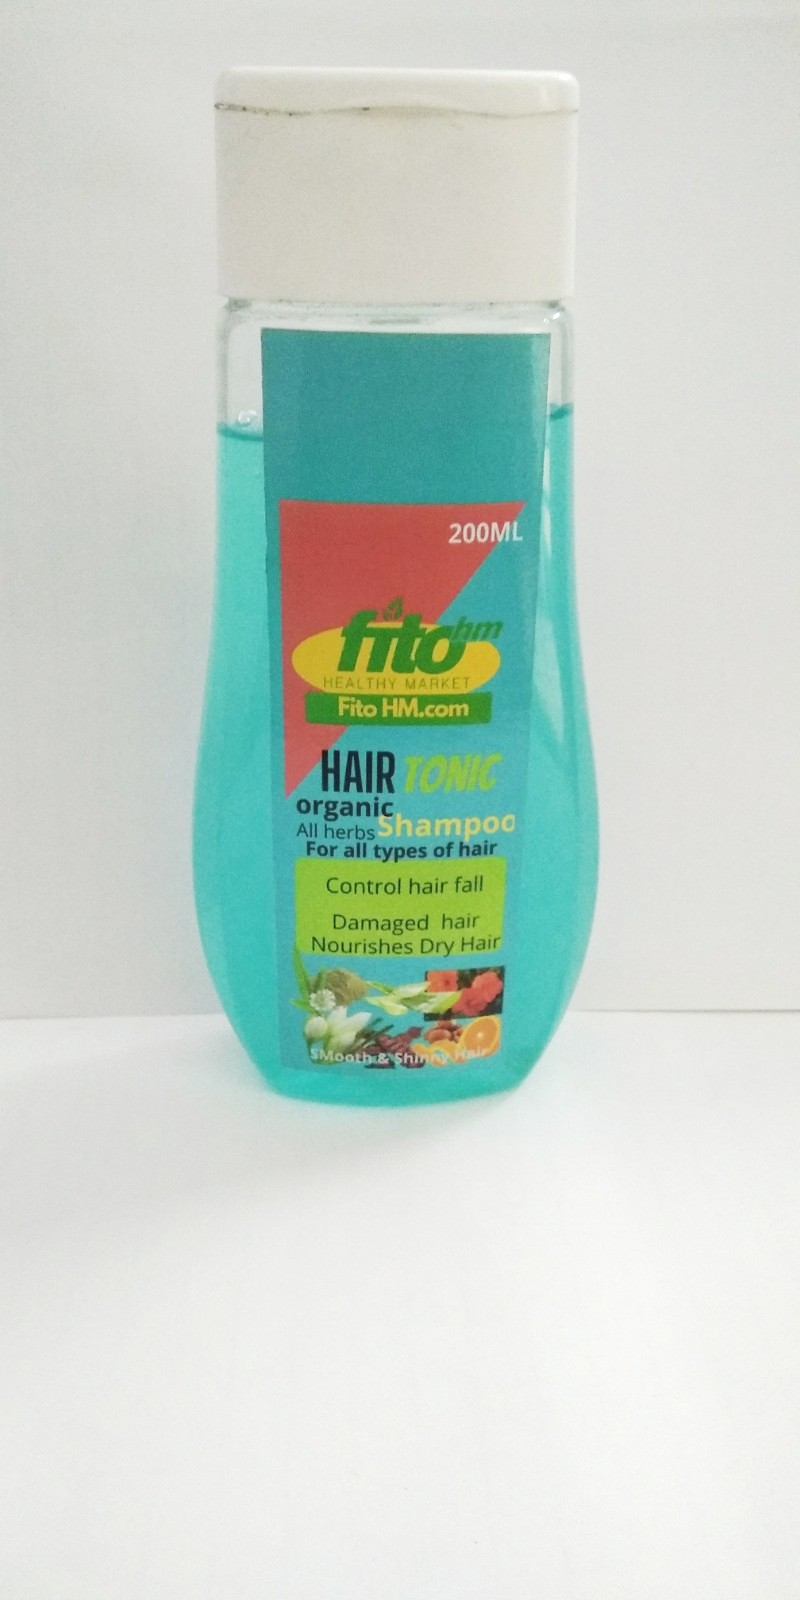 200ML
fito hm
HEALTHY MARKET
Fito HM.com
HAIR TONIC
organic
All herbs Shampoo
For all types of hair
Control hair fall
Damaged hair
Nourishes Dry Hair
SMooth & Shinny Hair